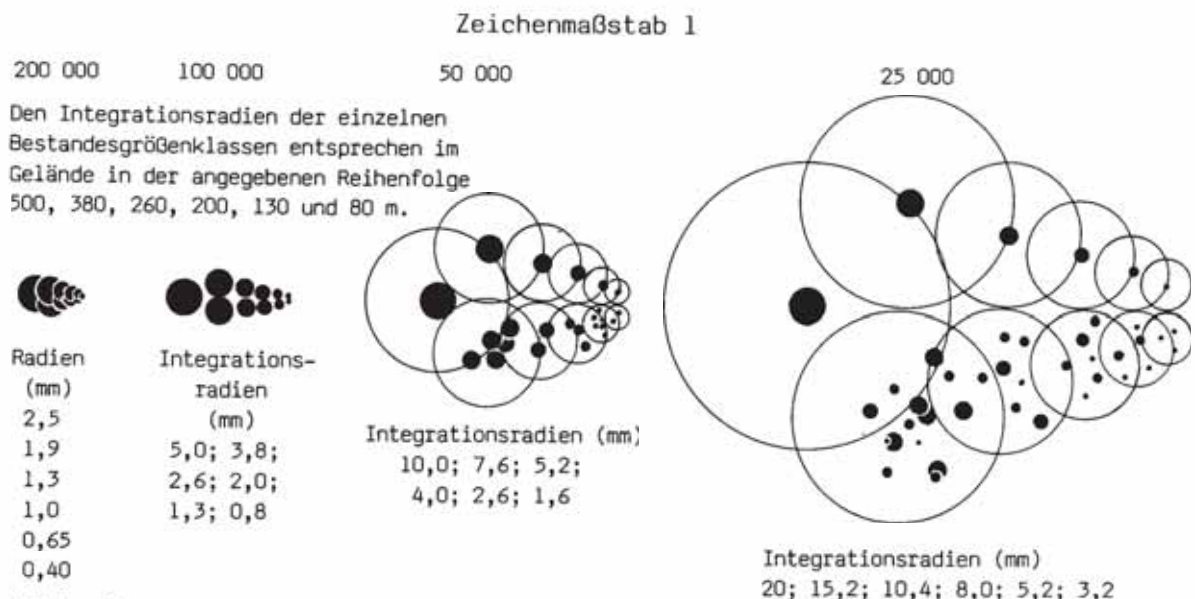 Zeichenmaßstab 1
200 000
100 000
50 000
25 000
Den Integrationsradien der einzelnen
Bestandesgrößenklassen entsprechen im
Gelände in der angegebenen Reihenfolge
500, 380, 260, 200, 130 und 80 m.
Radien
(mm)
2,5
1,9
1,3
1,0
0,65
0,40
Integrations-
radien
(mm)
5,0; 3,8;
2,6; 2,0;
1,3; 0,8
Integrationsradien (mm)
10,0; 7,6; 5,2;
4,0; 2,6; 1,6
Integrationsradien (mm)
20; 15,2; 10,4; 8,0; 5,2; 3,2